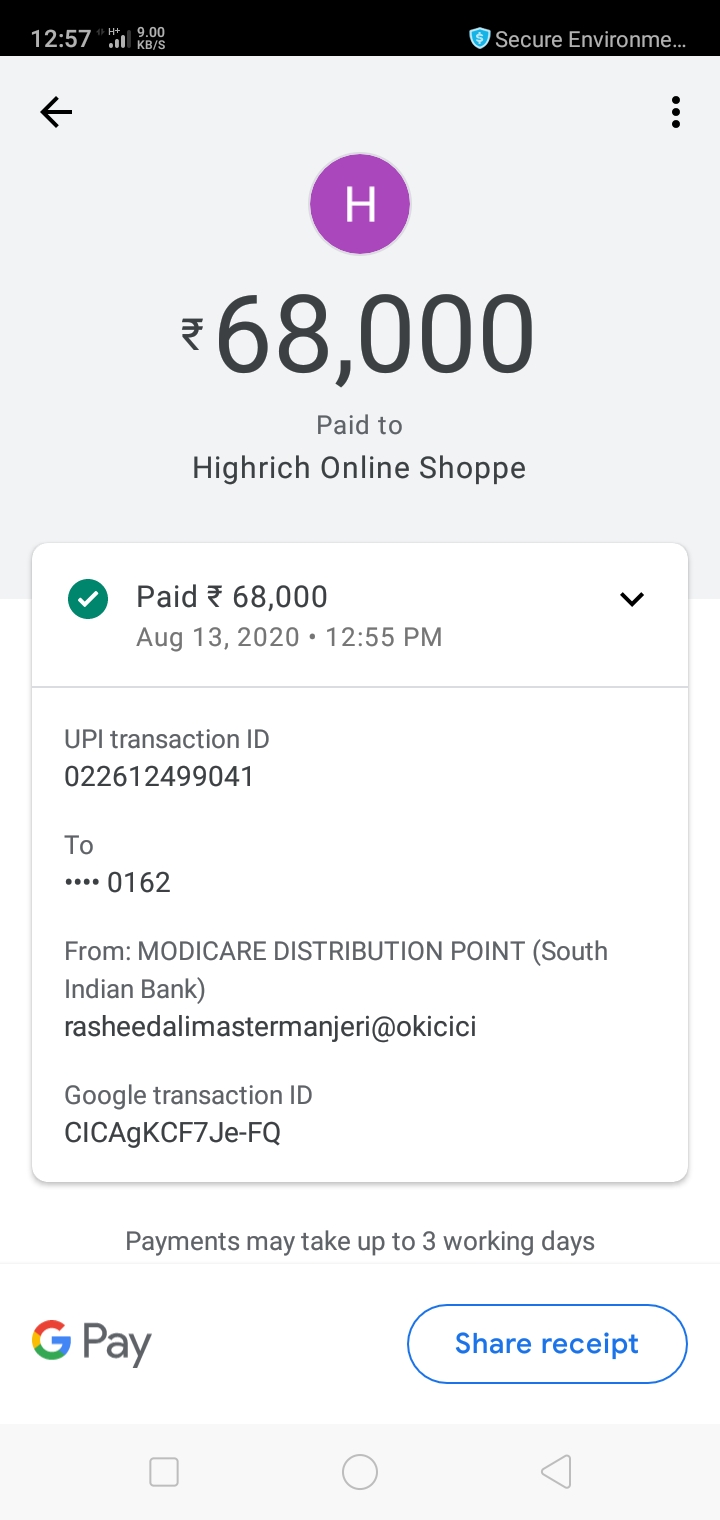 12:57 H+ 9.00 KB/S Secure Environme...
H
₹68,000
Paid to
Highrich Online Shoppe
Paid ₹ 68,000
Aug 13, 2020 • 12:55 PM
UPI transaction ID
022612499041
To
•••• 0162
From: MODICARE DISTRIBUTION POINT (South
Indian Bank)
rasheedalimastermanjeri@okicici
Google transaction ID
CICAgKCF7Je-FQ
Payments may take up to 3 working days
G Pay
Share receipt